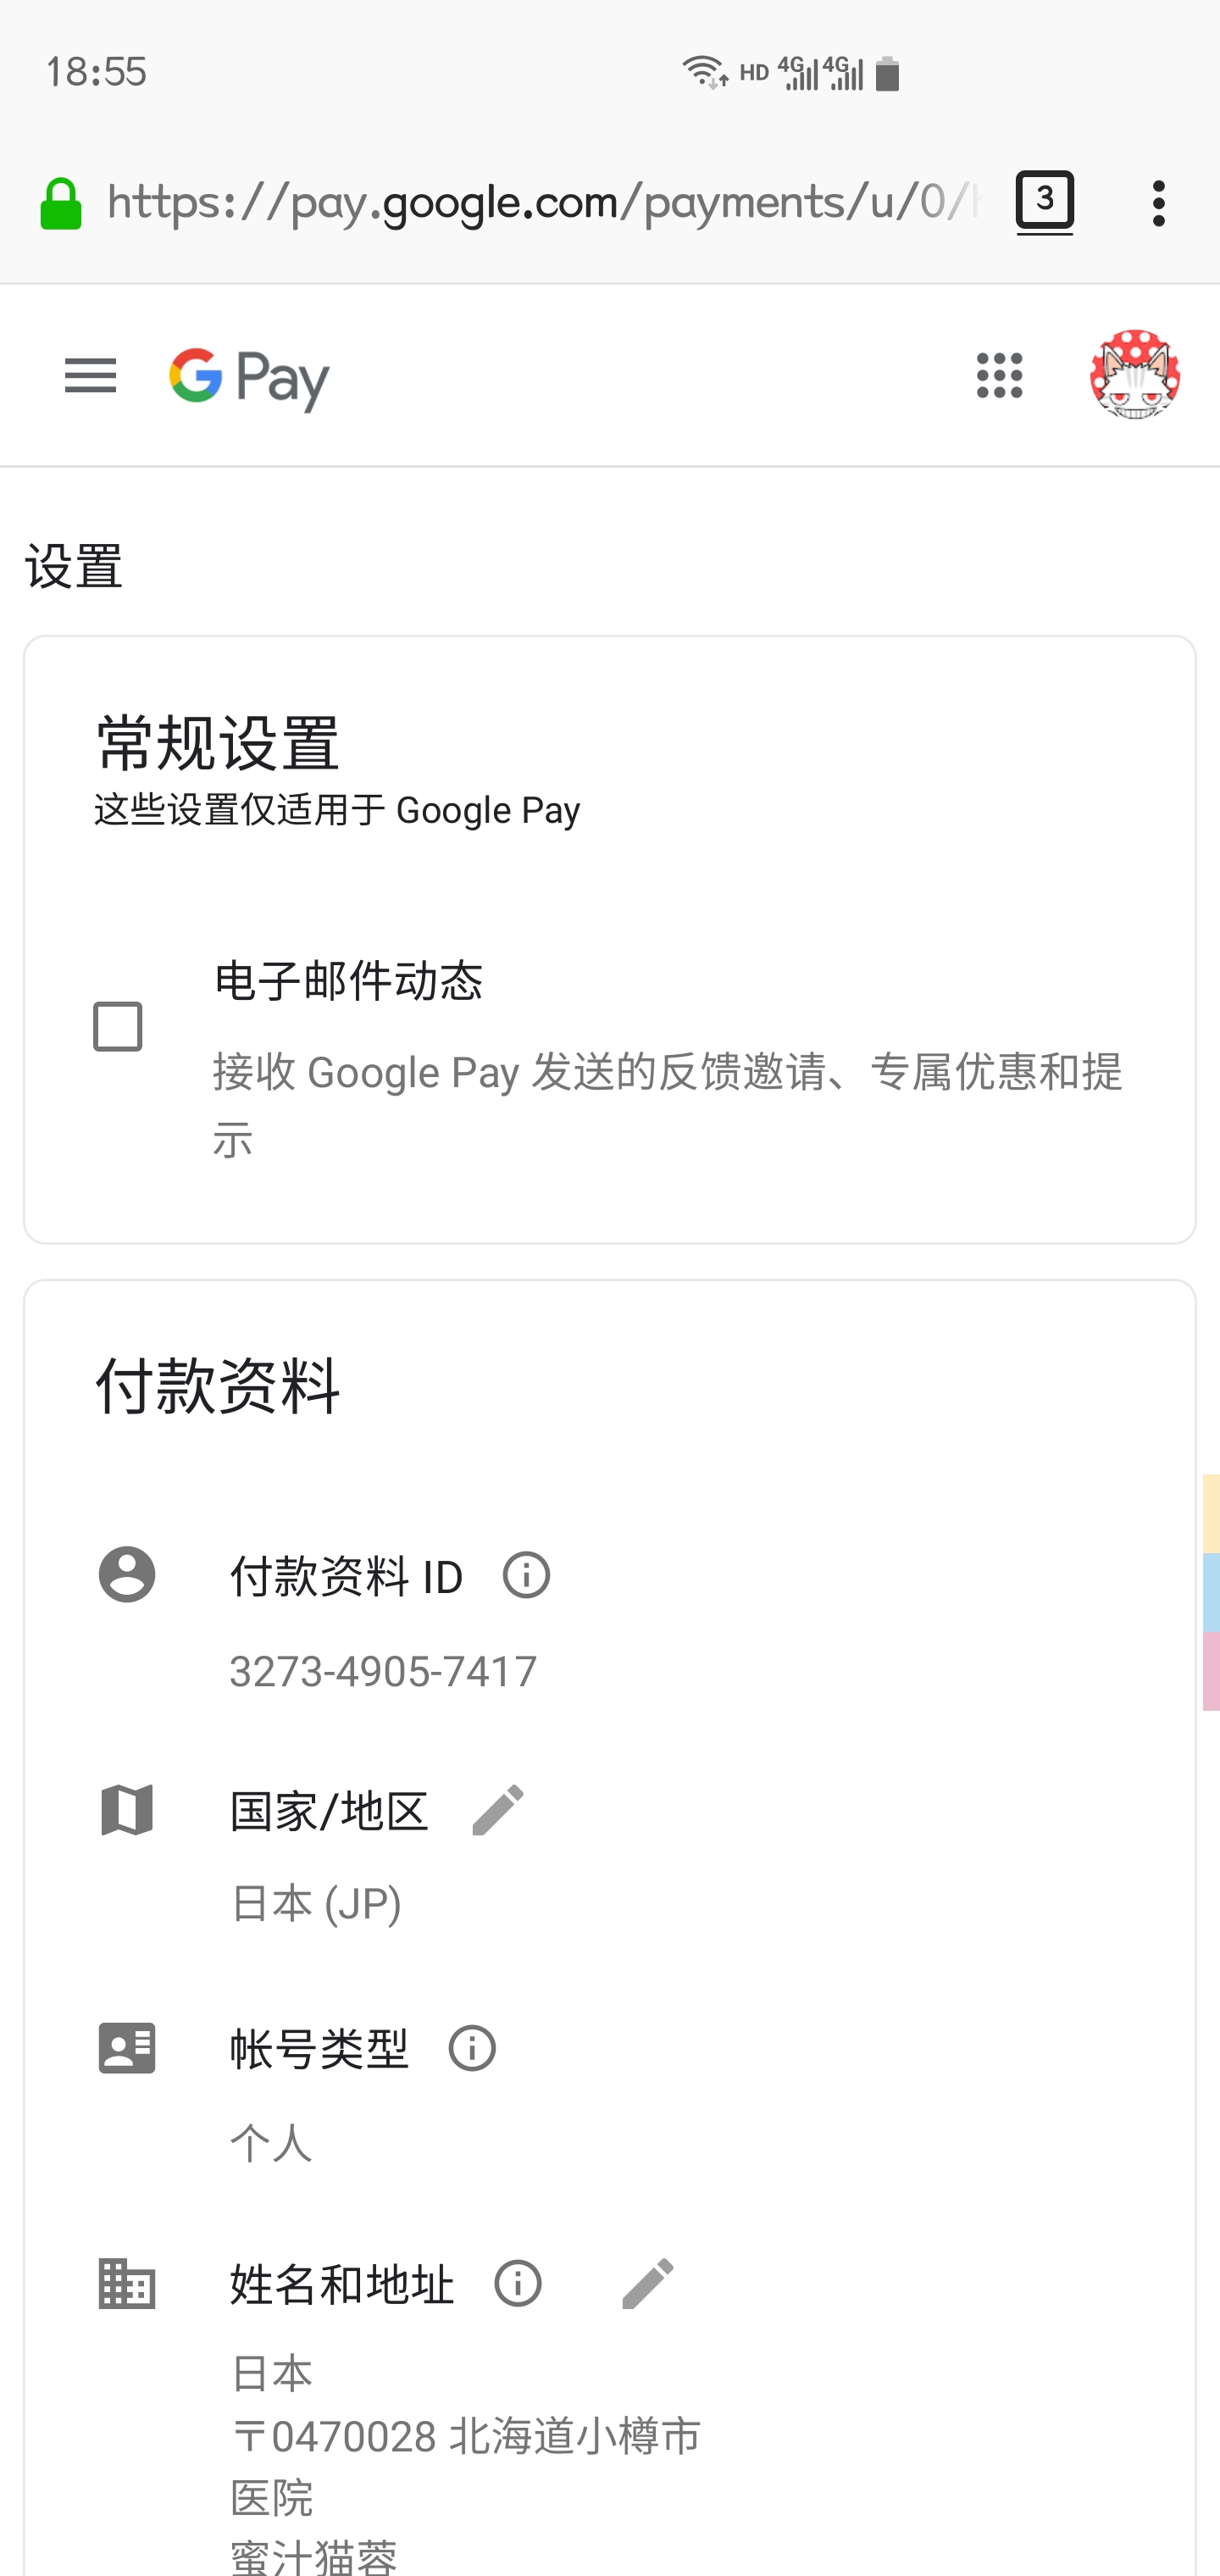 18:55
HD 4G 4G
https://pay.google.com/payments/u/0/
3
G Pay
设置
常规设置
这些设置仅适用于 Google Pay
电子邮件动态
接收 Google Pay 发送的反馈邀请、专属优惠和提
示
付款资料
付款资料 ID
3273-4905-7417
国家/地区
日本 (JP)
帐号类型
个人
姓名和地址
日本
〒0470028 北海道小樽市
医院
蜜汁猫蓉